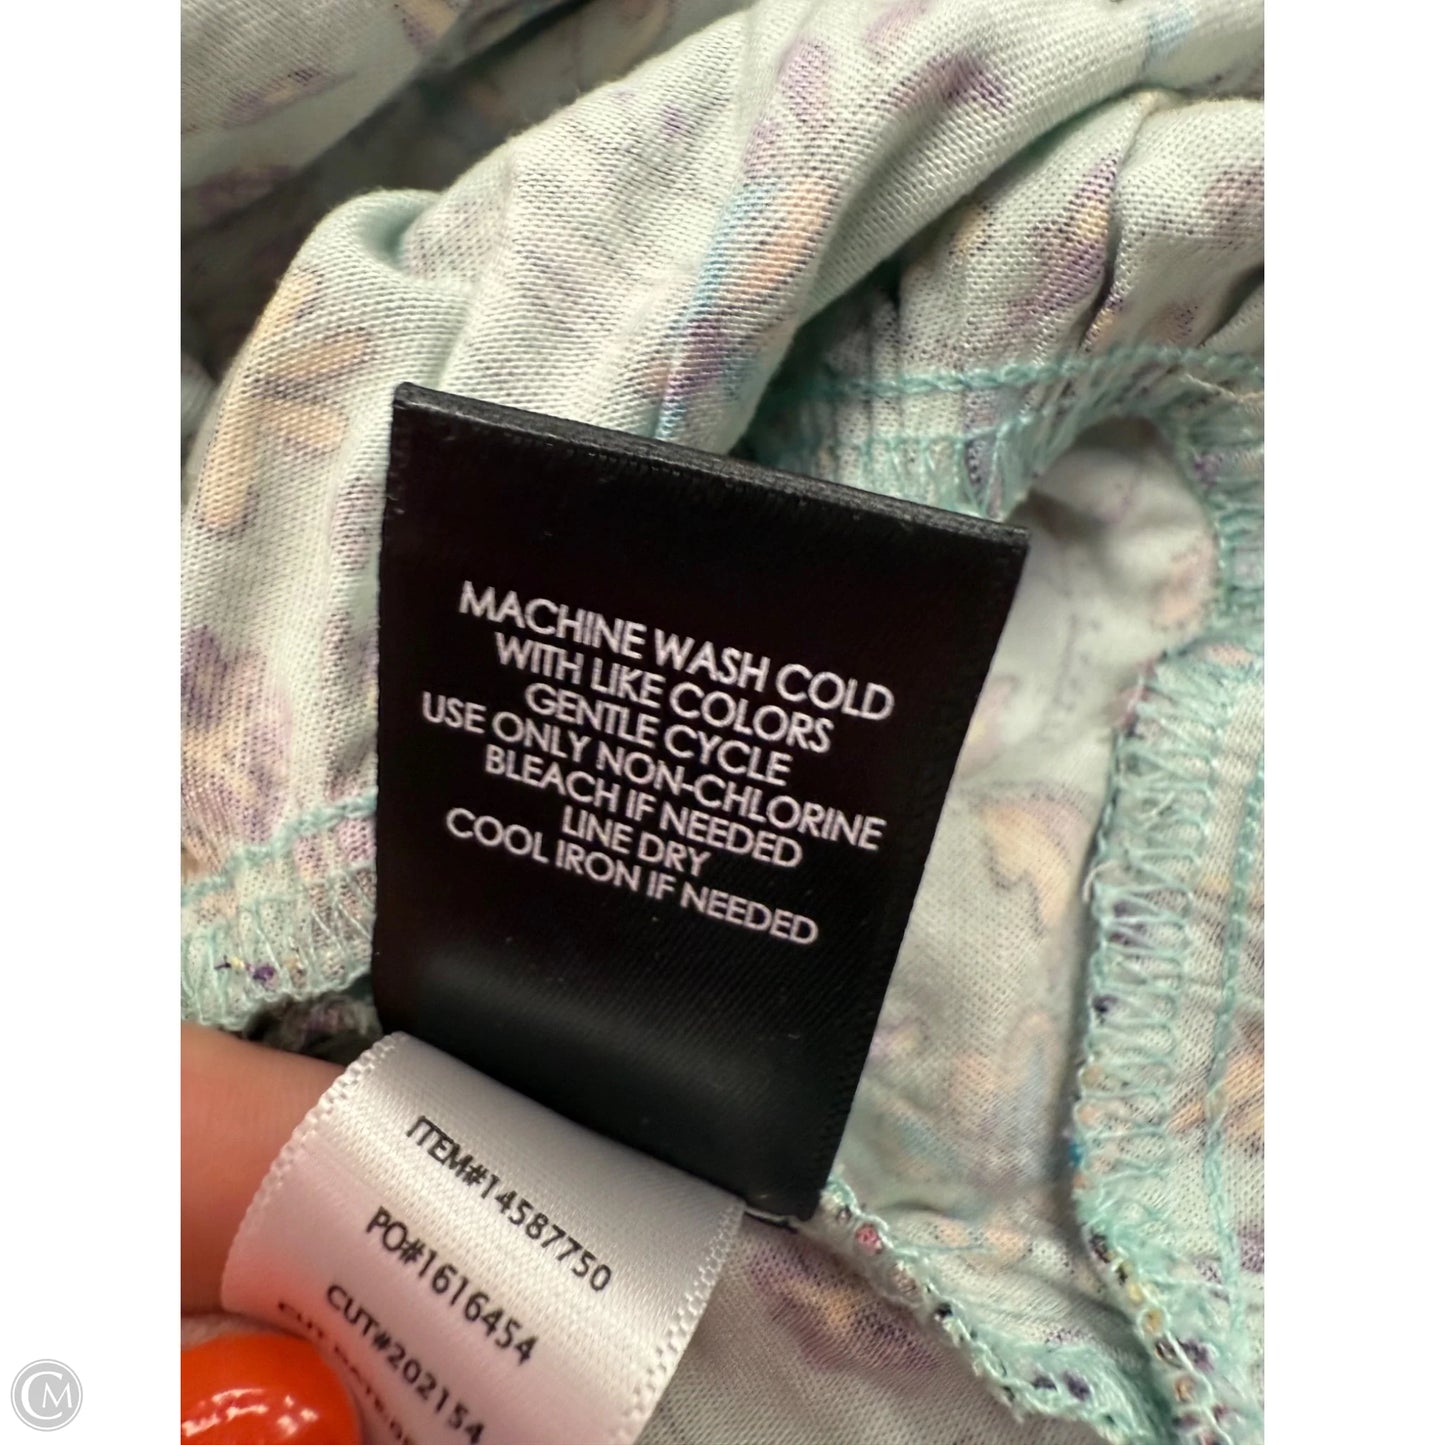 MACHINE WASH COLD
WITH LIKE COLORS
GENTLE CYCLE
USE ONLY NON-CHLORINE
BLEACH IF NEEDED
LINE DRY
COOL IRON IF NEEDED
ITEM#14587750
PO#1616454
CUT#202154
CM